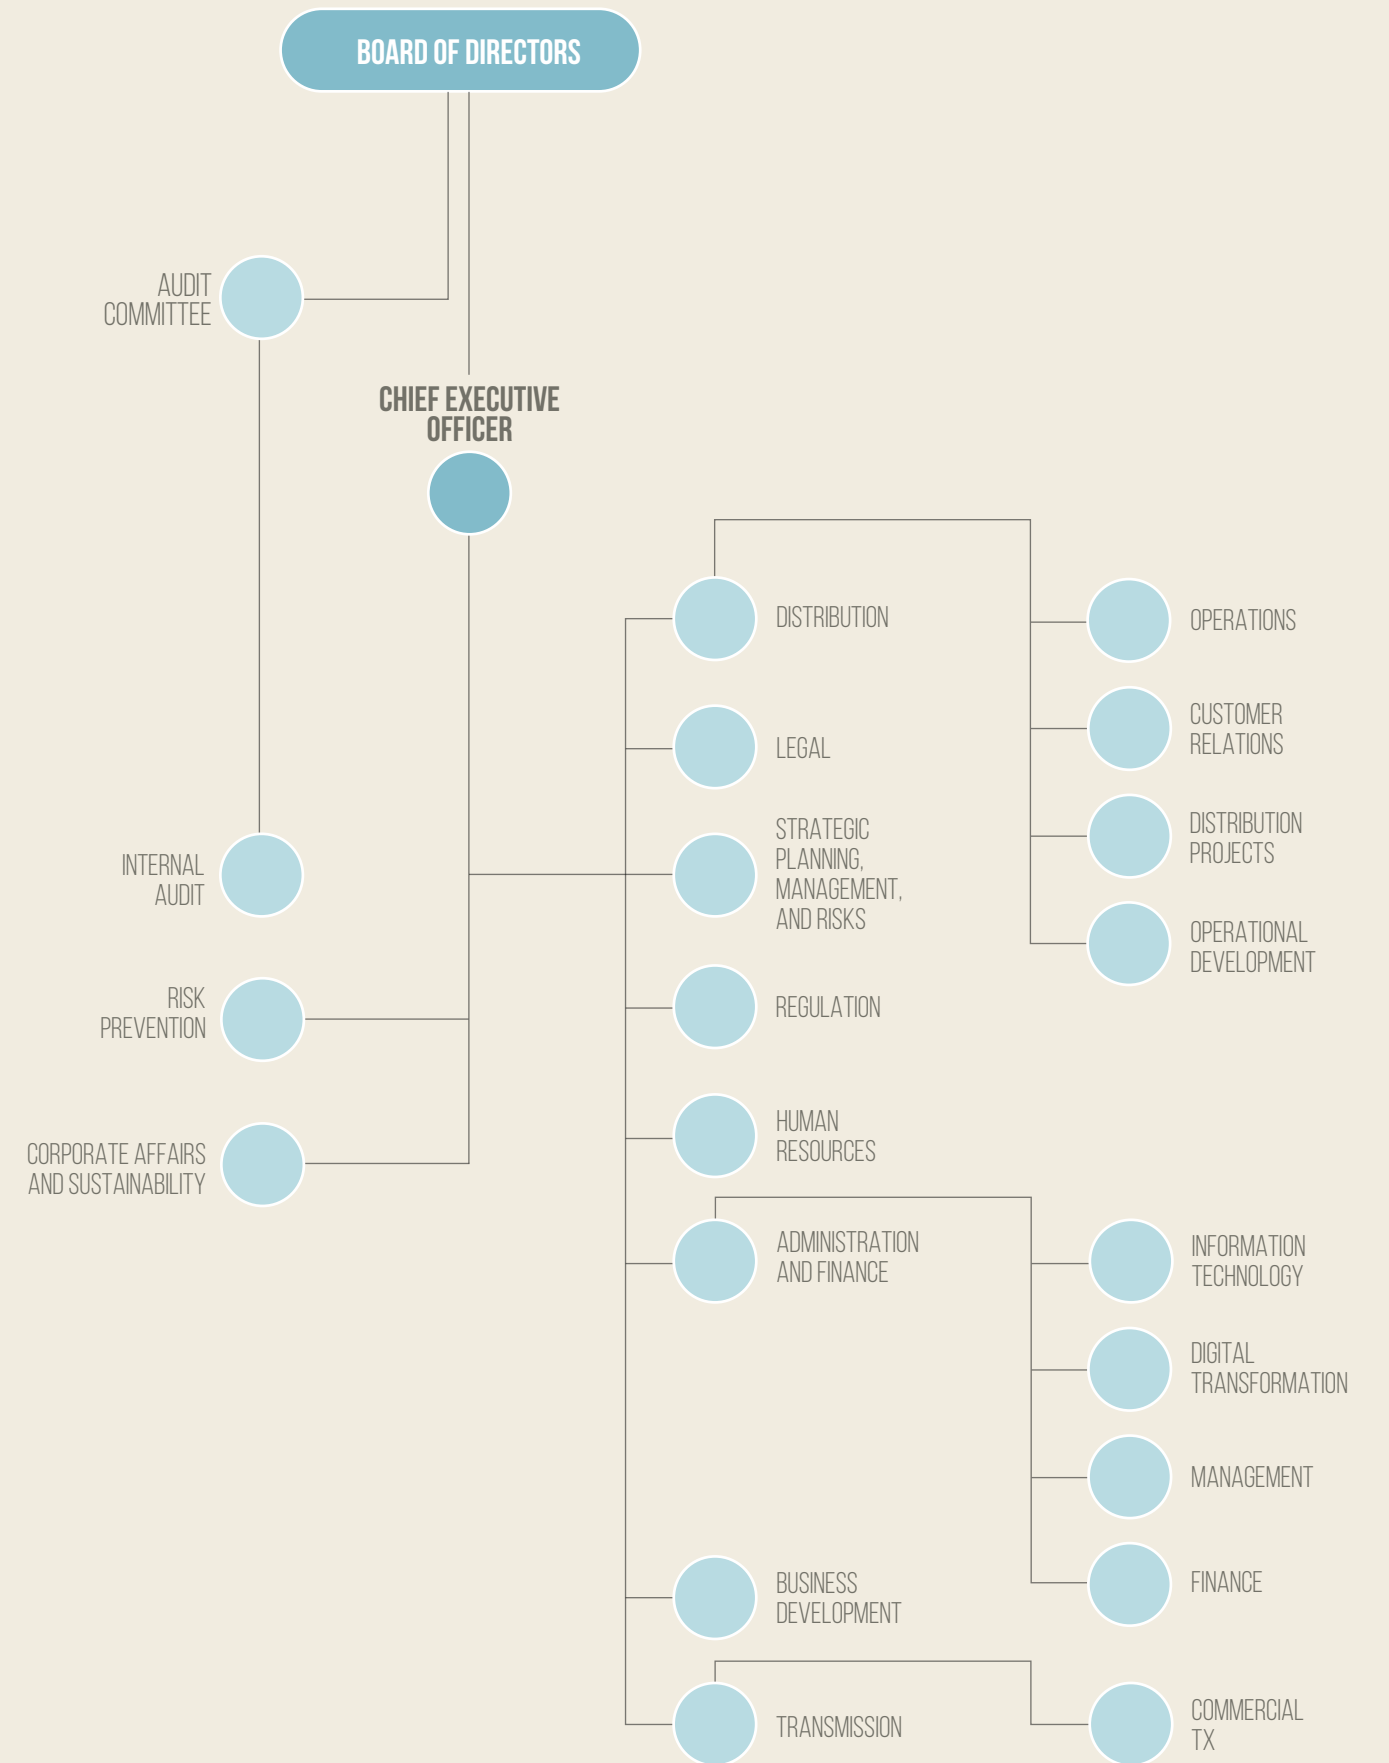 BOARD OF DIRECTORS
AUDIT
COMMITTEE
CHIEF EXECUTIVE
OFFICER
INTERNAL
AUDIT
RISK
PREVENTION
CORPORATE AFFAIRS
AND SUSTAINABILITY
DISTRIBUTION
LEGAL
STRATEGIC
PLANNING,
MANAGEMENT,
AND RISKS
REGULATION
HUMAN
RESOURCES
ADMINISTRATION
AND FINANCE
BUSINESS
DEVELOPMENT
TRANSMISSION
OPERATIONS
CUSTOMER
RELATIONS
DISTRIBUTION
PROJECTS
OPERATIONAL
DEVELOPMENT
INFORMATION
TECHNOLOGY
DIGITAL
TRANSFORMATION
MANAGEMENT
FINANCE
COMMERCIAL
TX